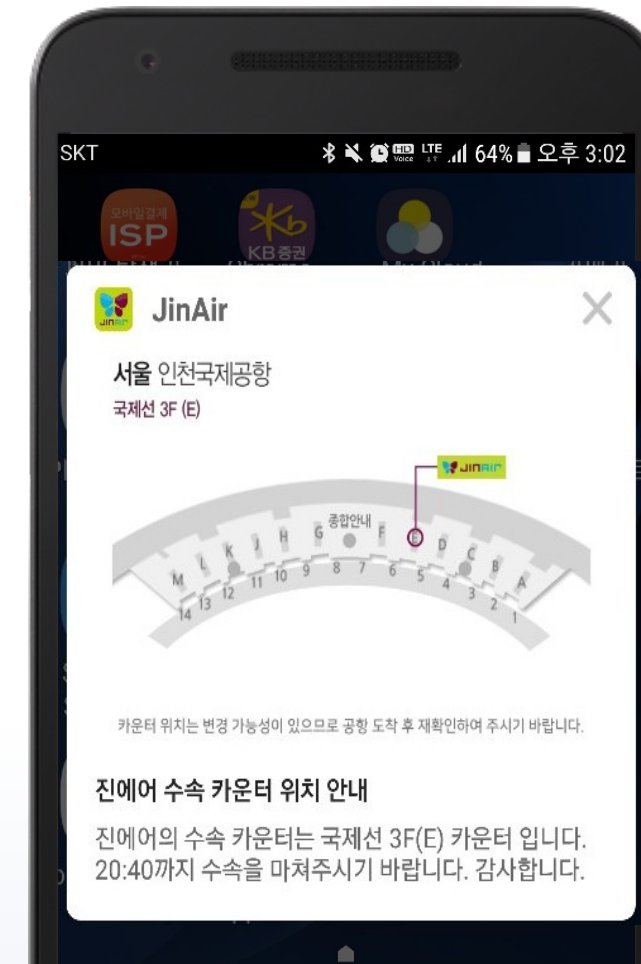 SKT HD Voice LTE 64% 오후 3:02
모바일결제
ISP
Kb
KB증권
JINAIR
JinAir
서울 인천국제공항
국제선 3F (E)
JINAIR
종합안내
M L K J H G F E D C B A
14 13 12 11 10 9 8 7 6 5 4 3 2 1
카운터 위치는 변경 가능성이 있으므로 공항 도착 후 재확인하여 주시기 바랍니다.
진에어 수속 카운터 위치 안내
진에어의 수속 카운터는 국제선 3F(E) 카운터 입니다.
20:40까지 수속을 마쳐주시기 바랍니다. 감사합니다.